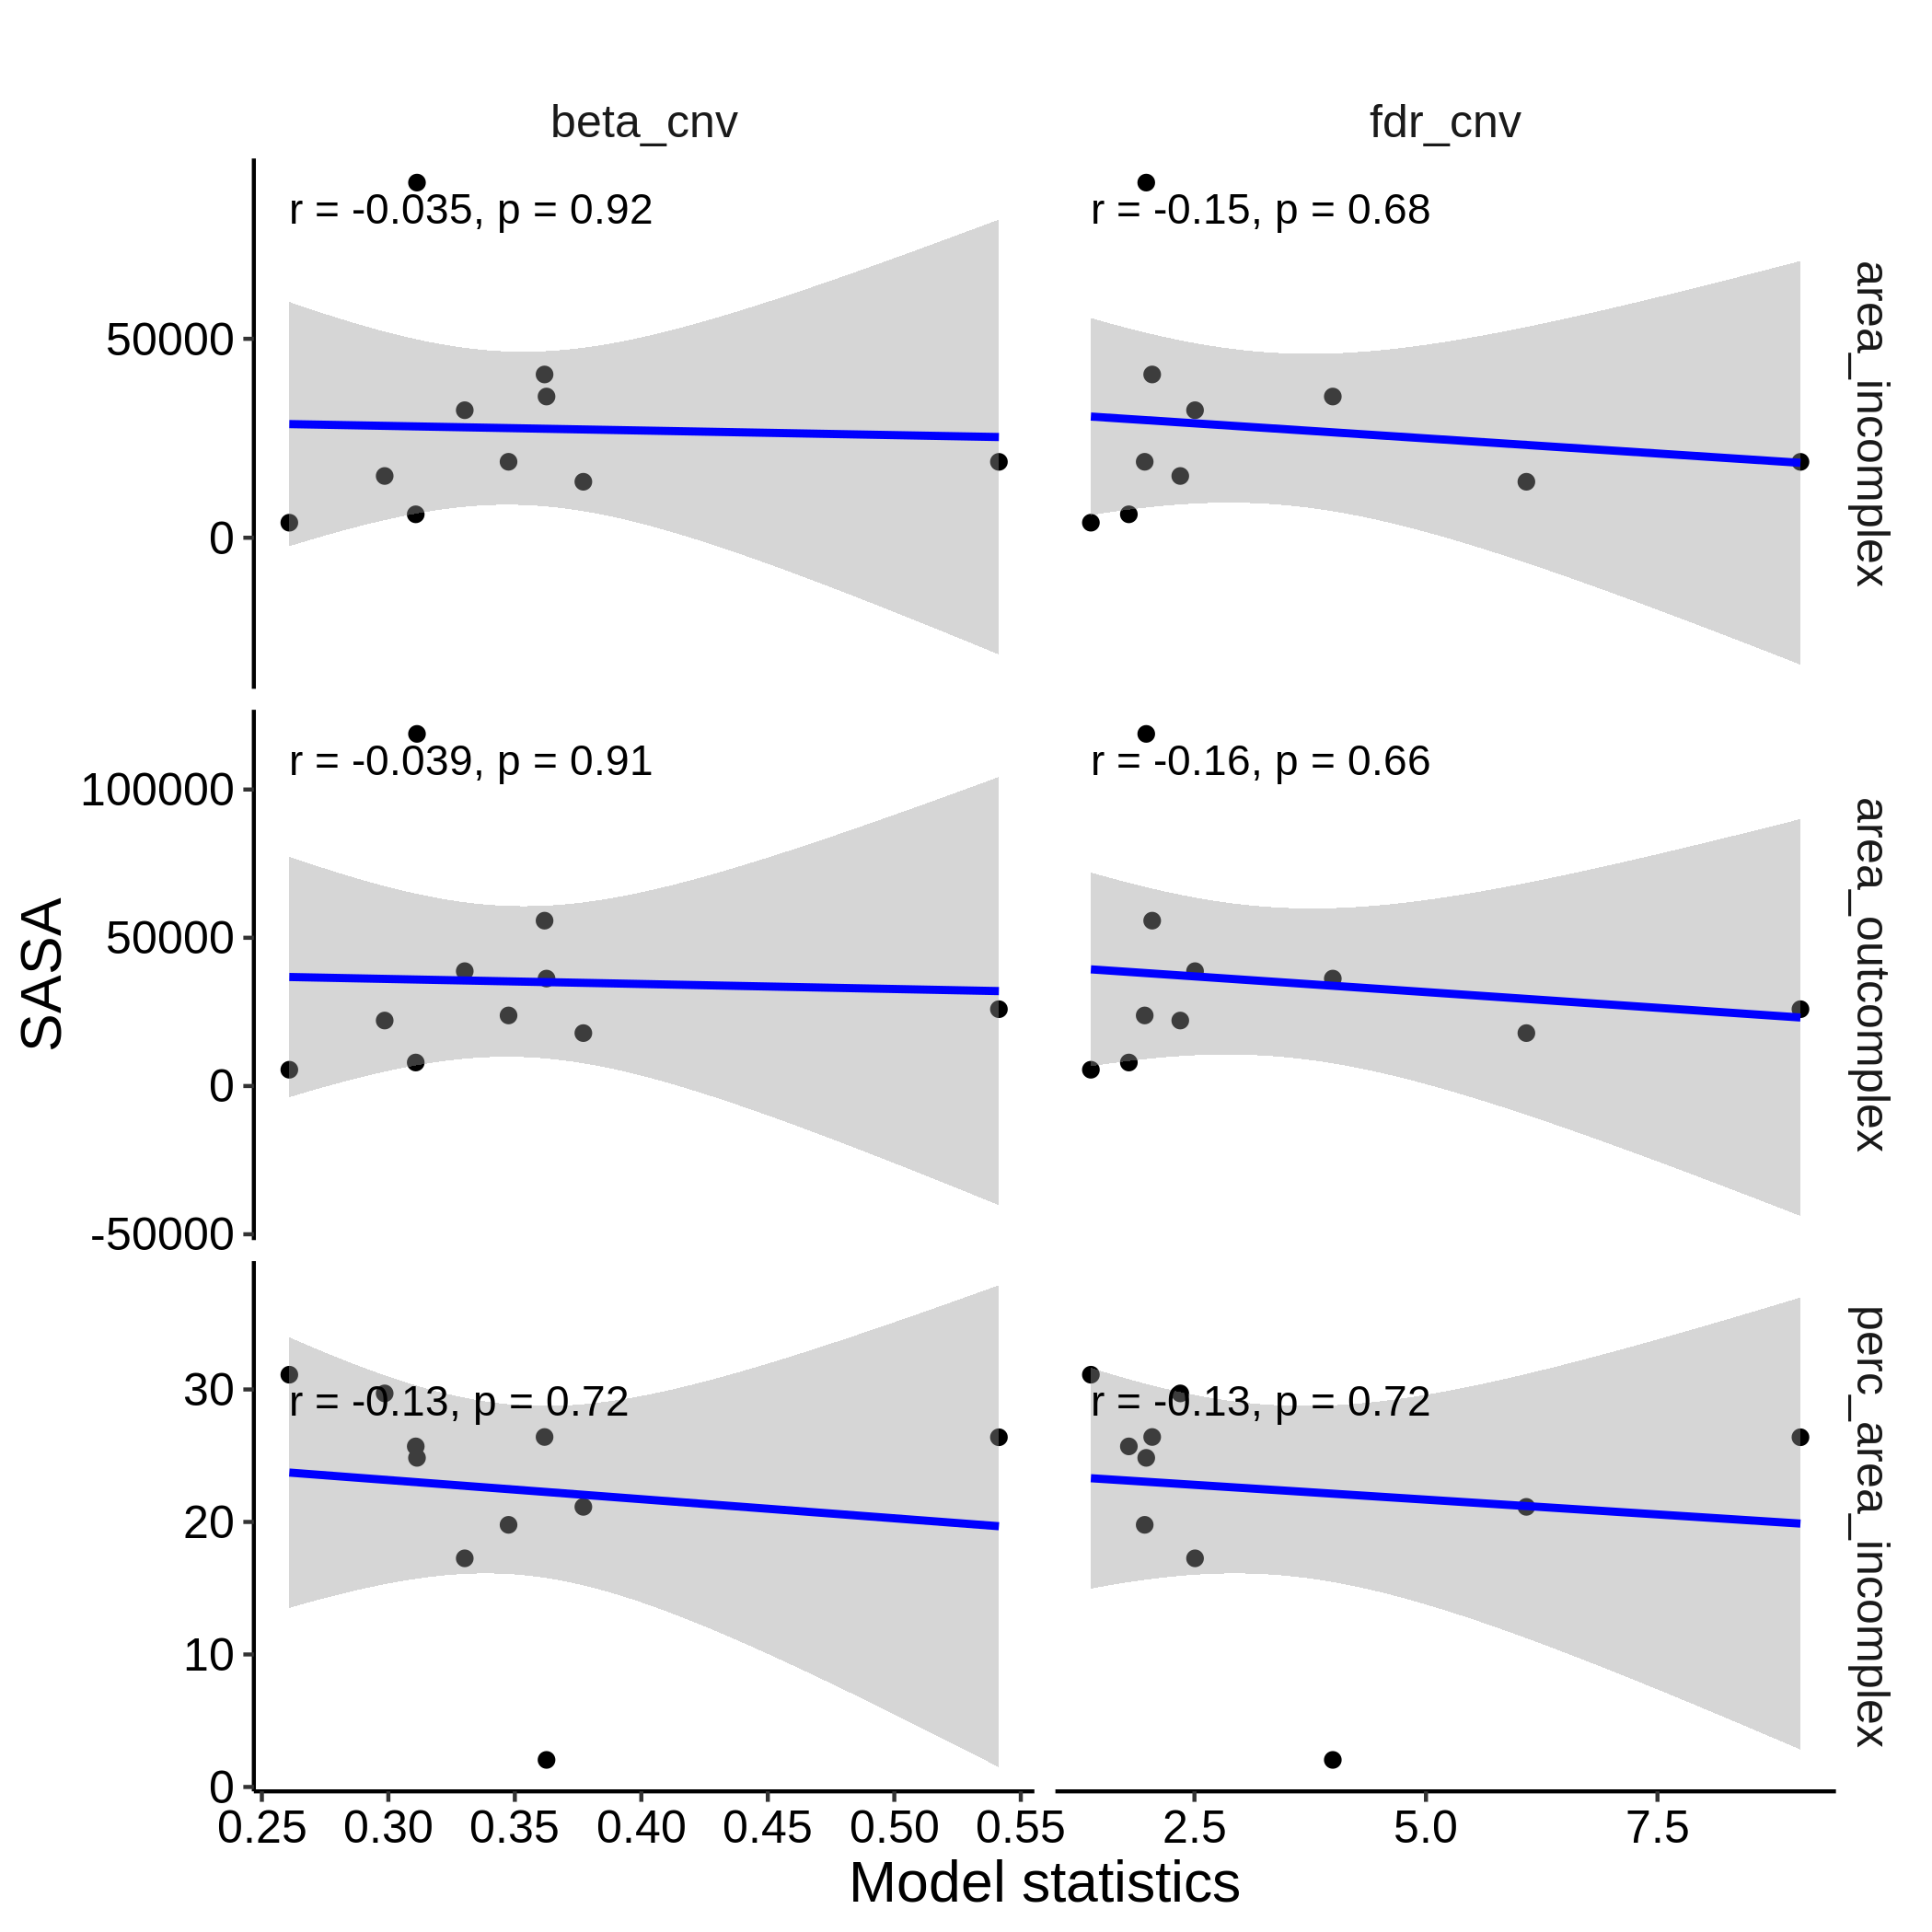 beta_cnv
fdr_cnv
r = -0.035, p = 0.92
r = -0.15, p = 0.68
50000
0
area_incomplex
r = -0.039, p = 0.91
r = -0.16, p = 0.66
100000
50000
0
-50000
area_outcomplex
SASA
r = -0.13, p = 0.72
r = -0.13, p = 0.72
30
20
10
0
perc_area_incomplex
0.25 0.30 0.35 0.40 0.45 0.50 0.55
2.5 5.0 7.5
Model statistics